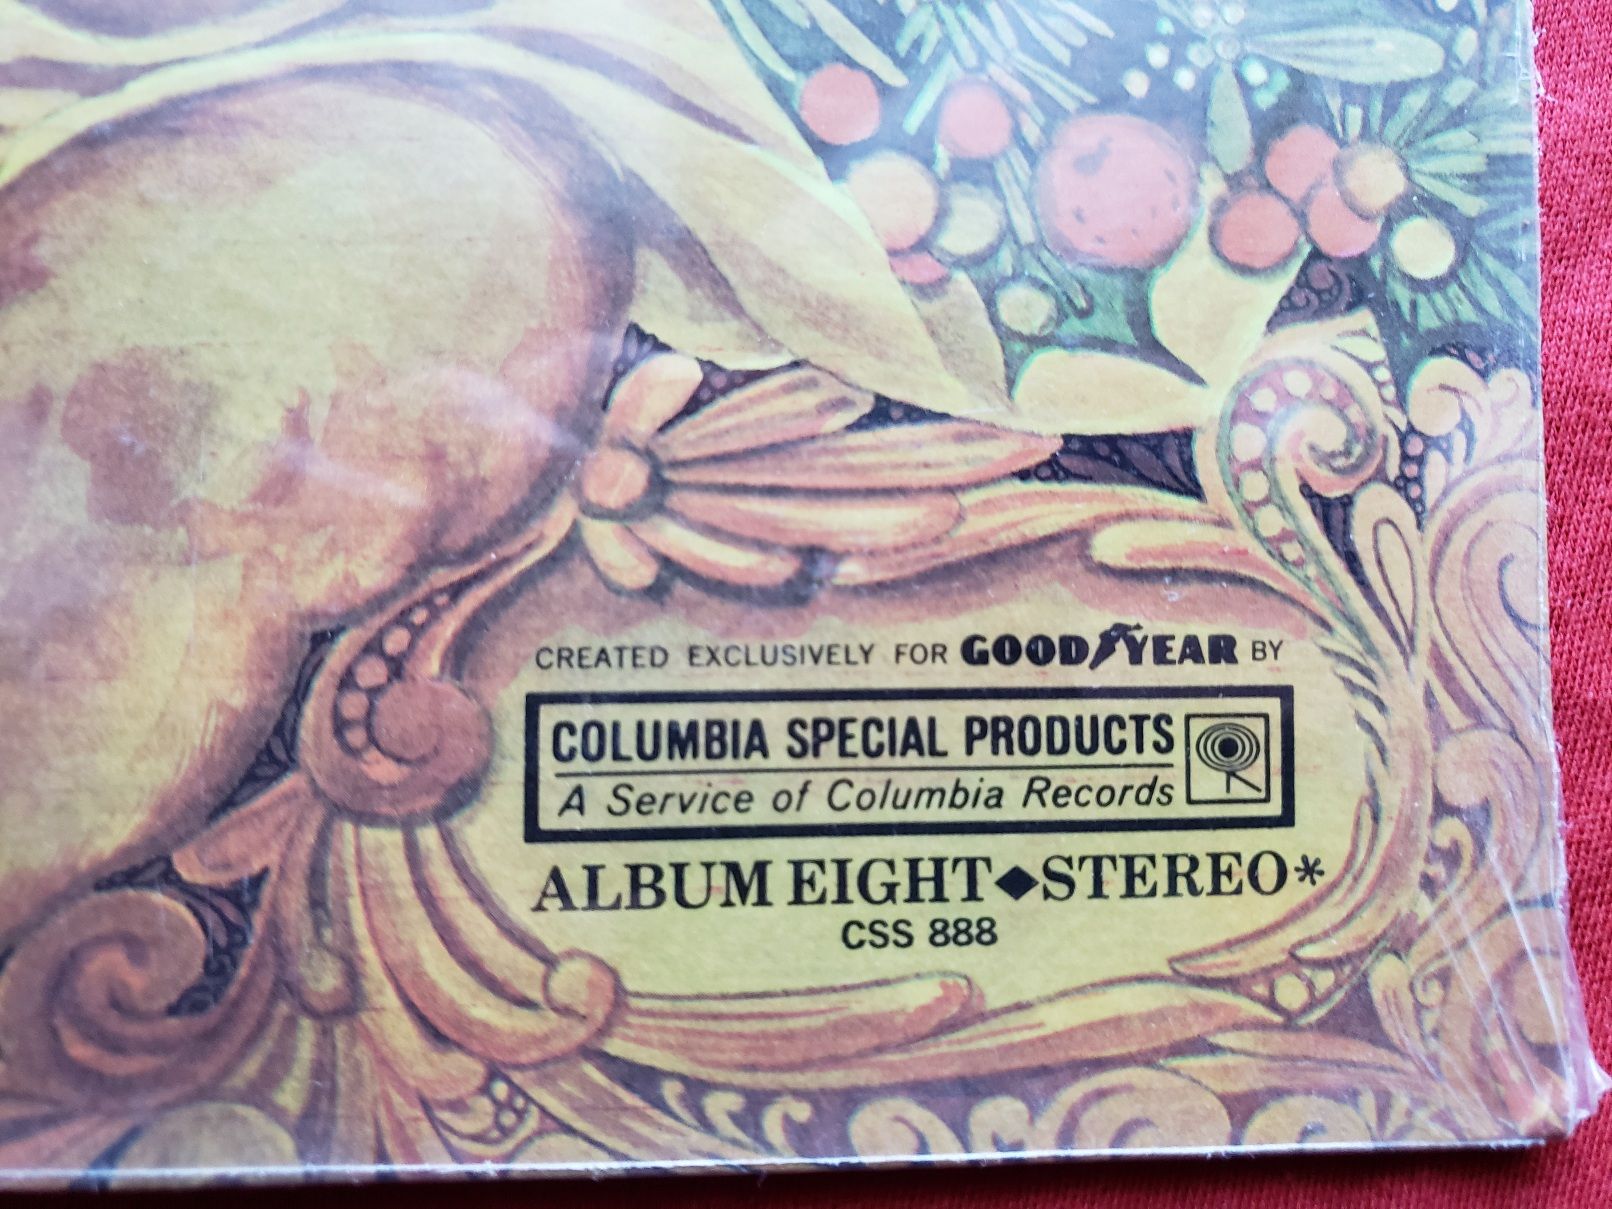 CREATED EXCLUSIVELY FOR GOODYEAR BY
COLUMBIA SPECIAL PRODUCTS
A Service of Columbia Records
ALBUM EIGHT◆STEREO*
CSS 888